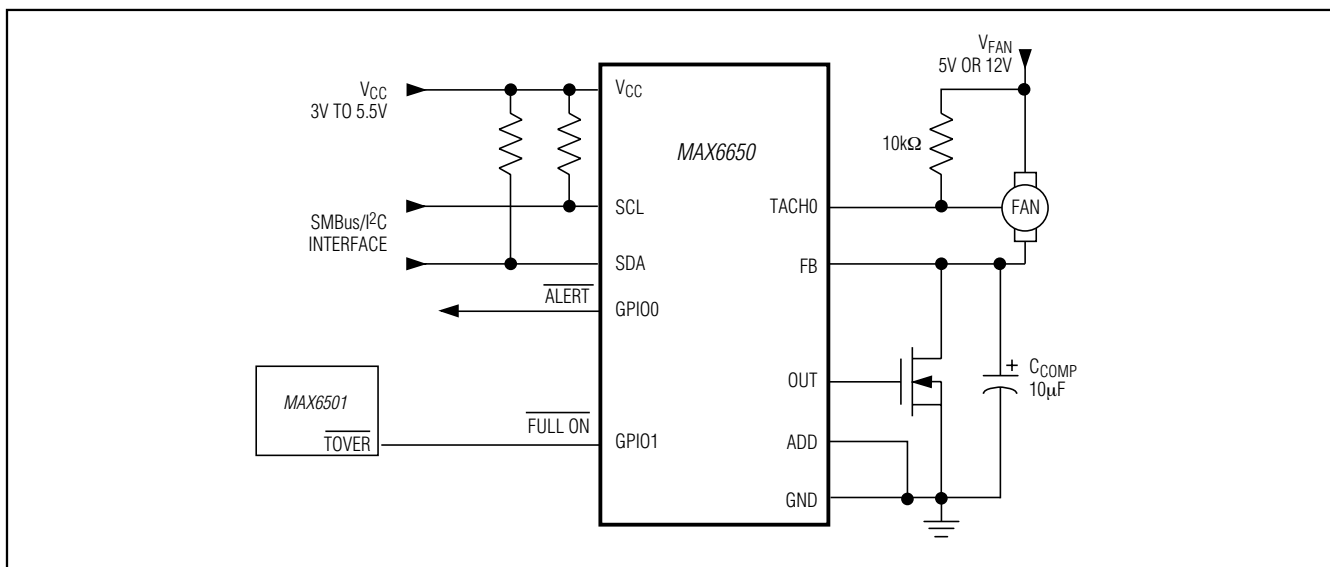 V_CC
3V TO 5.5V
SMBus/I²C
INTERFACE
V_CC
SCL
SDA
ALERT
GPIO0
MAX6501
TOVER
FULL ON
GPIO1
MAX6650
TACH0
FB
OUT
ADD
GND
V_FAN
5V OR 12V
10kΩ
FAN
+
C_COMP
10µF